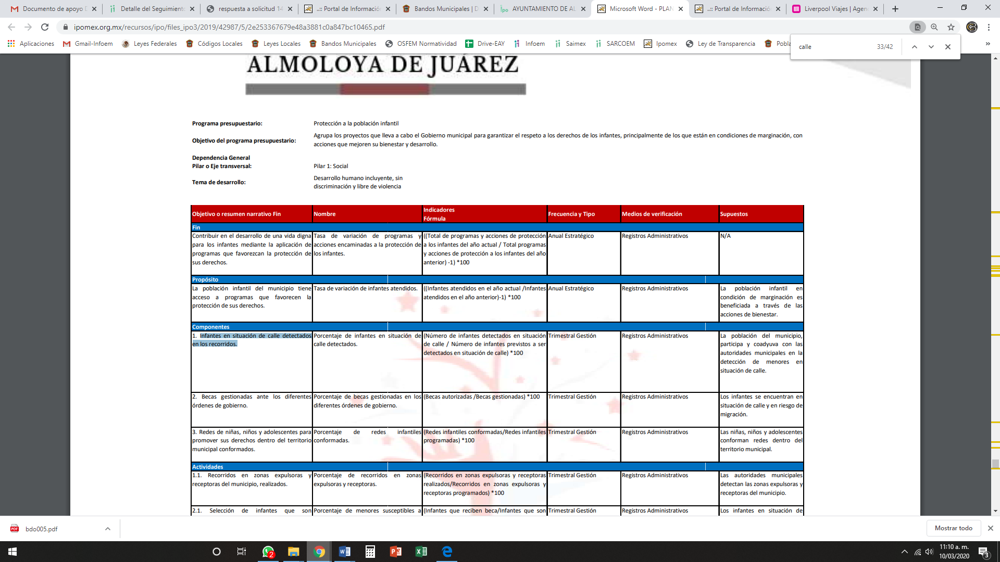 Documento de apoyo D
Detalle del Seguimiento
respuesta a solicitud 14
..:: Portal de Información
Bandos Municipales | D
AYUNTAMIENTO DE AL
Microsoft Word - PLAN
..:: Portal de Información
Liverpool Viajes | Agen
ipomex.org.mx/recursos/ipo/files_ipo3/2019/42987/5/2e253367679e48a3881c0a847bc10465.pdf
Aplicaciones
Gmail-Infoem
Leyes Federales
Códigos Locales
Leyes Locales
Bandos Municipales
OSFEM Normatividad
Drive-EAY
Infoem
Saimex
SARCOEM
Ipomex
Ley de Transparencia
Pobla
calle
33/42
ALMOLOYA DE JUÁREZ
Programa presupuestario: Protección a la población infantil
Objetivo del programa presupuestario: Agrupa los proyectos que lleva a cabo el Gobierno municipal para garantizar el respeto a los derechos de los infantes, principalmente de los que están en condiciones de marginación, con
acciones que mejoren su bienestar y desarrollo.
Dependencia General
Pilar o Eje transversal: Pilar 1: Social
Tema de desarrollo: Desarrollo humano incluyente, sin
discriminación y libre de violencia
Objetivo o resumen narrativo Fin
Nombre
Indicadores
Fórmula
Frecuencia y Tipo
Medios de verificación
Supuestos
Fin
Contribuir en el desarrollo de una vida digna
para los infantes mediante la aplicación de
programas que favorezcan la protección de
sus derechos.
Tasa de variación de programas y
acciones encaminadas a la protección de
los infantes.
((Total de programas y acciones de protección
a los infantes del año actual / Total programas
y acciones de protección a los infantes del año
anterior) -1) *100
Anual Estratégico
Registros Administrativos
N/A
Propósito
La población infantil del municipio tiene
acceso a programas que favorecen la
protección de sus derechos.
Tasa de variación de infantes atendidos.
((Infantes atendidos en el año actual /Infantes
atendidos en el año anterior)-1) *100
Anual Estratégico
Registros Administrativos
La población infantil en
condición de marginación es
beneficiada a través de las
acciones de bienestar.
Componentes
1. Infantes en situación de calle detectados
en los recorridos.
Porcentaje de infantes en situación de
calle detectados.
(Número de infantes detectados en situación
de calle / Número de infantes previstos a ser
detectados en situación de calle) *100
Trimestral Gestión
Registros Administrativos
La población del municipio,
participa y coadyuva con las
autoridades municipales en la
detección de menores en
situación de calle.
2. Becas gestionadas ante los diferentes
órdenes de gobierno.
Porcentaje de becas gestionadas en los
diferentes órdenes de gobierno.
(Becas autorizadas /Becas gestionadas) *100
Trimestral Gestión
Registros Administrativos
Los infantes se encuentran en
situación de calle y en riesgo de
migración.
3. Redes de niñas, niños y adolescentes para
promover sus derechos dentro del territorio
municipal conformados.
Porcentaje de redes infantiles
conformadas.
(Redes infantiles conformadas/Redes infantiles
programadas) *100
Trimestral Gestión
Registros Administrativos
Las niñas, niños y adolescentes
conforman redes dentro del
territorio municipal.
Actividades
1.1. Recorridos en zonas expulsoras y
receptoras del municipio, realizados.
Porcentaje de recorridos en zonas
expulsoras y receptoras.
(Recorridos en zonas expulsoras y receptoras
realizados/Recorridos en zonas expulsoras y
receptoras programados) *100
Trimestral Gestión
Registros Administrativos
Las autoridades municipales
detectan las zonas expulsoras y
receptoras del municipio.
2.1. Selección de infantes que son
Porcentaje de menores susceptibles a
(Infantes que reciben beca/Infantes que son
Trimestral Gestión
Registros Administrativos
Los infantes en situación de
bdo005.pdf
Mostrar todo
2
11:10 a. m.
10/03/2020
3